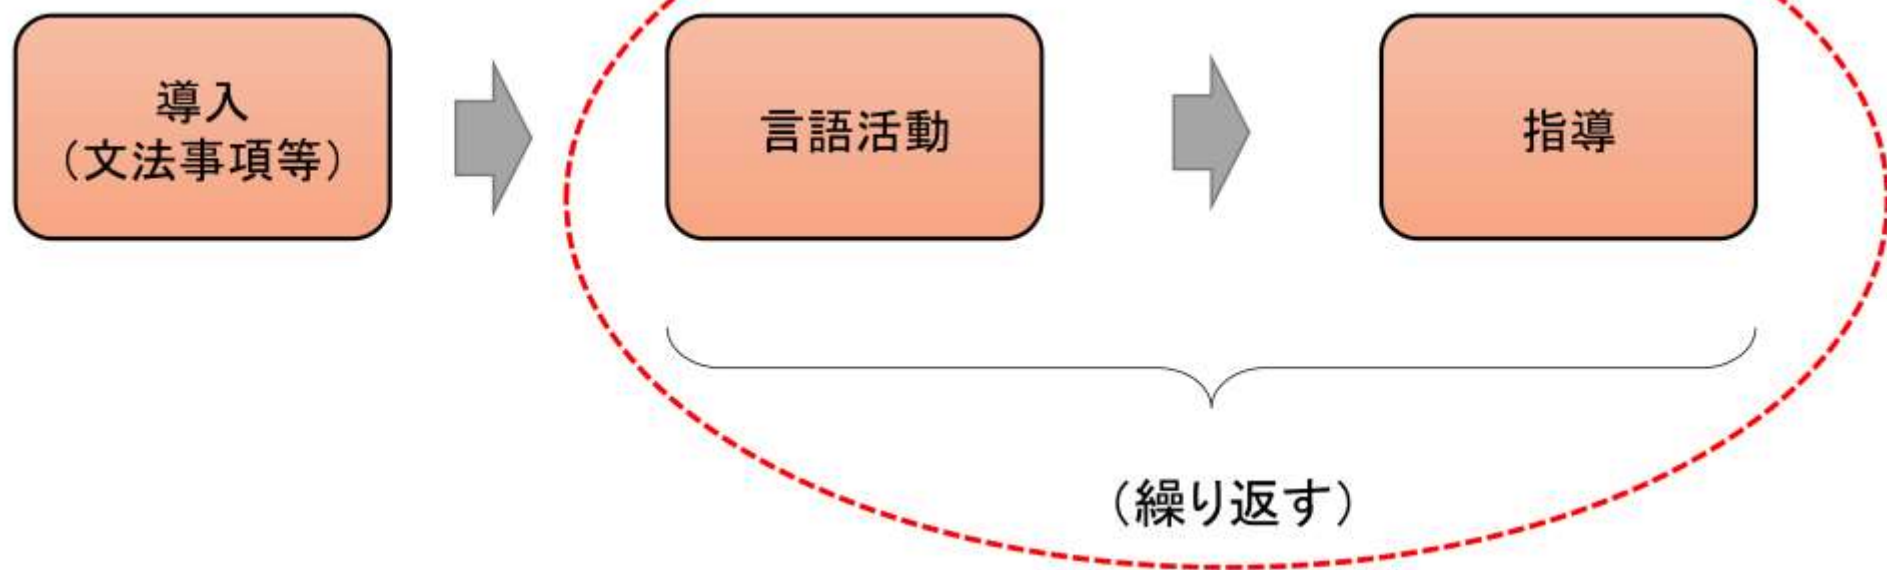 導入
（文法事項等）
言語活動
指導
（繰り返す）